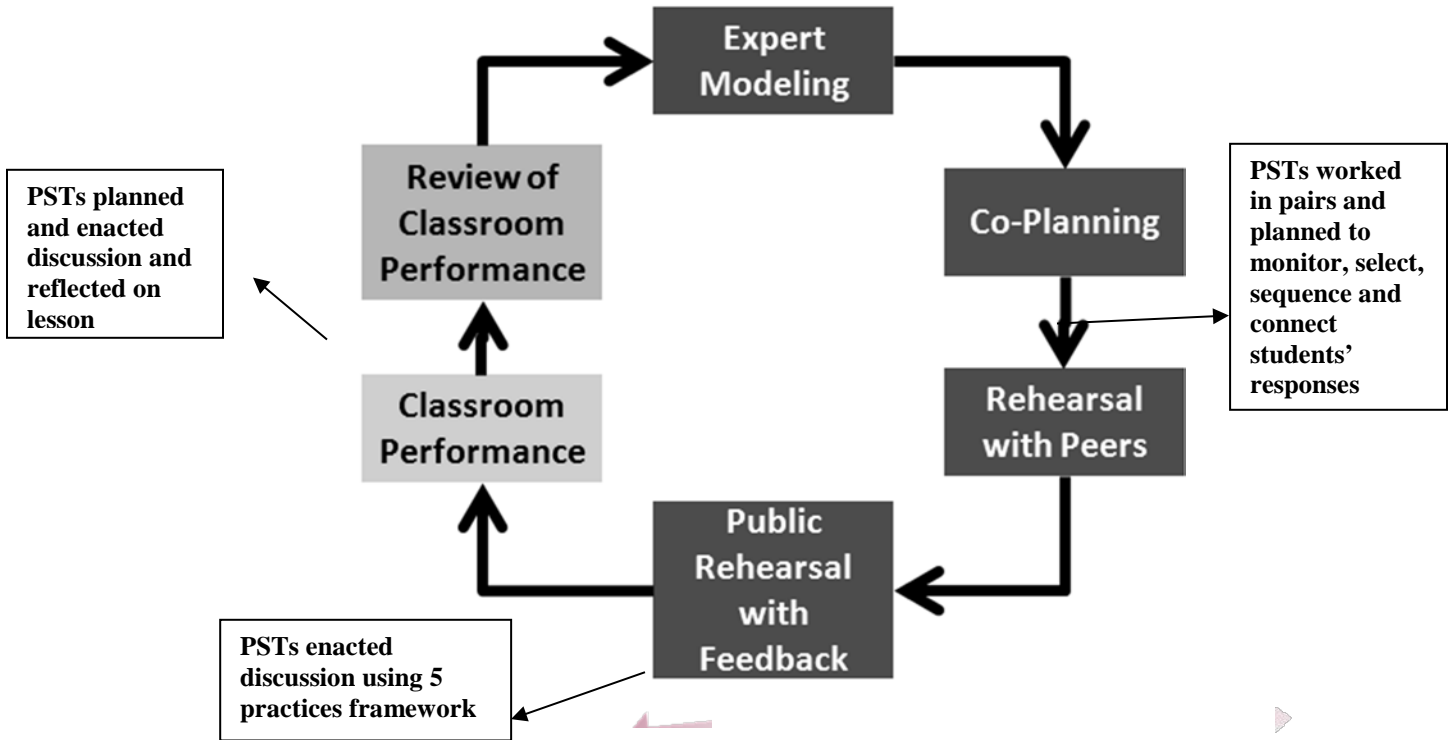 Expert
Modeling
Co-Planning
PSTs worked
in pairs and
planned to
monitor, select,
sequence and
connect
students’
responses
Rehearsal
with Peers
Public
Rehearsal
with
Feedback
PSTs enacted
discussion using 5
practices framework
Classroom
Performance
Review of
Classroom
Performance
PSTs planned
and enacted
discussion and
reflected on
lesson